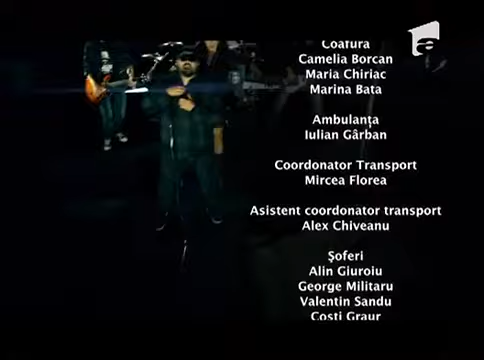 Coafura
Camelia Borcan
Maria Chiriac
Marina Bata
Ambulanța
Iulian Gârban
Coordonator Transport
Mircea Florea
Asistent coordonator transport
Alex Chiveanu
Şoferi
Alin Giuroiu
George Militaru
Valentin Sandu
Costi Graur